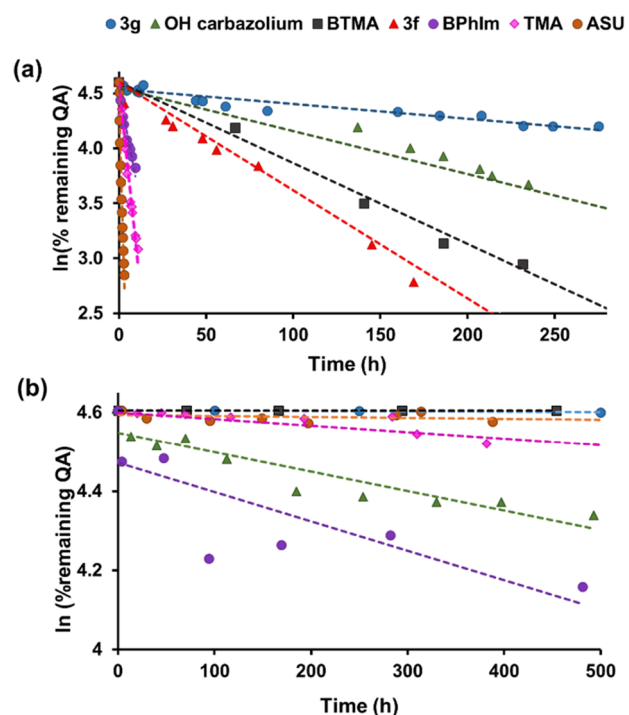 3g OH carbazolium BTMA 3f BPhIm TMA ASU
(a)
ln(% remaining QA)
4.5
4.0
3.5
3.0
2.5
0 50 100 150 200 250
Time (h)
(b)
ln (%remaining QA)
4.6
4.4
4.2
4
0 100 200 300 400 500
Time (h)